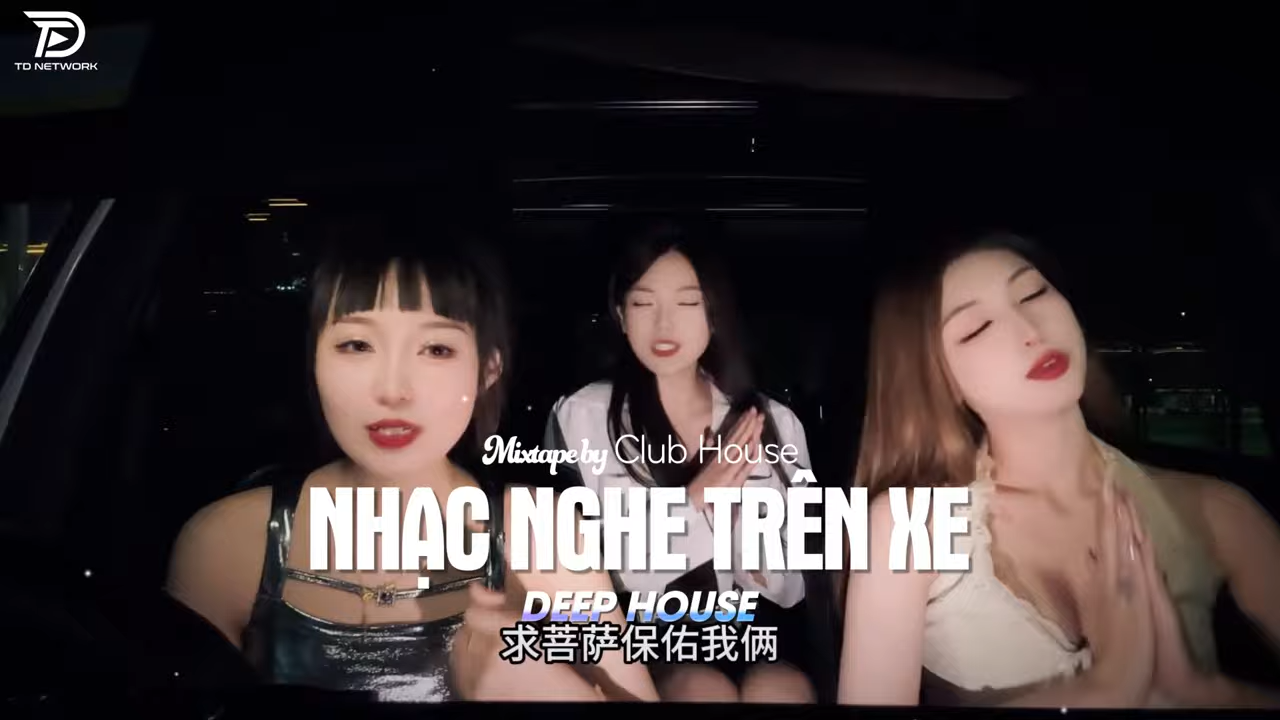 TD NETWORK
Mixtape by Club House
NHẠC NGHE TRÊN XE
DEEP HOUSE
求菩萨保佑我俩